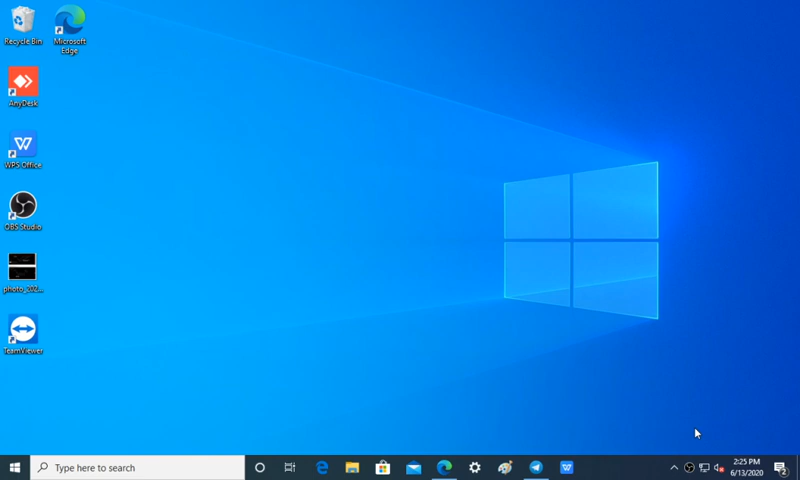 Recycle Bin
Microsoft
Edge
AnyDesk
WPS Office
OBS Studio
photo_202...
TeamViewer
Type here to search
2:25 PM
6/13/2020
2